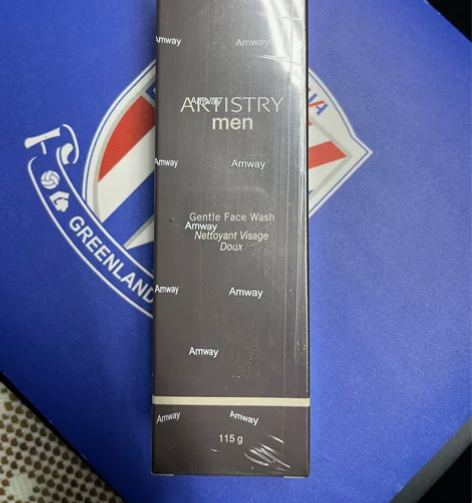 Amway Amway
ARTISTRY
Amway
men
Amway Amway
Gentle Face Wash
Amway
Nettoyant Visage
Doux
GREENLAND
Amway Amway
Amway
Amway Amway
115 g